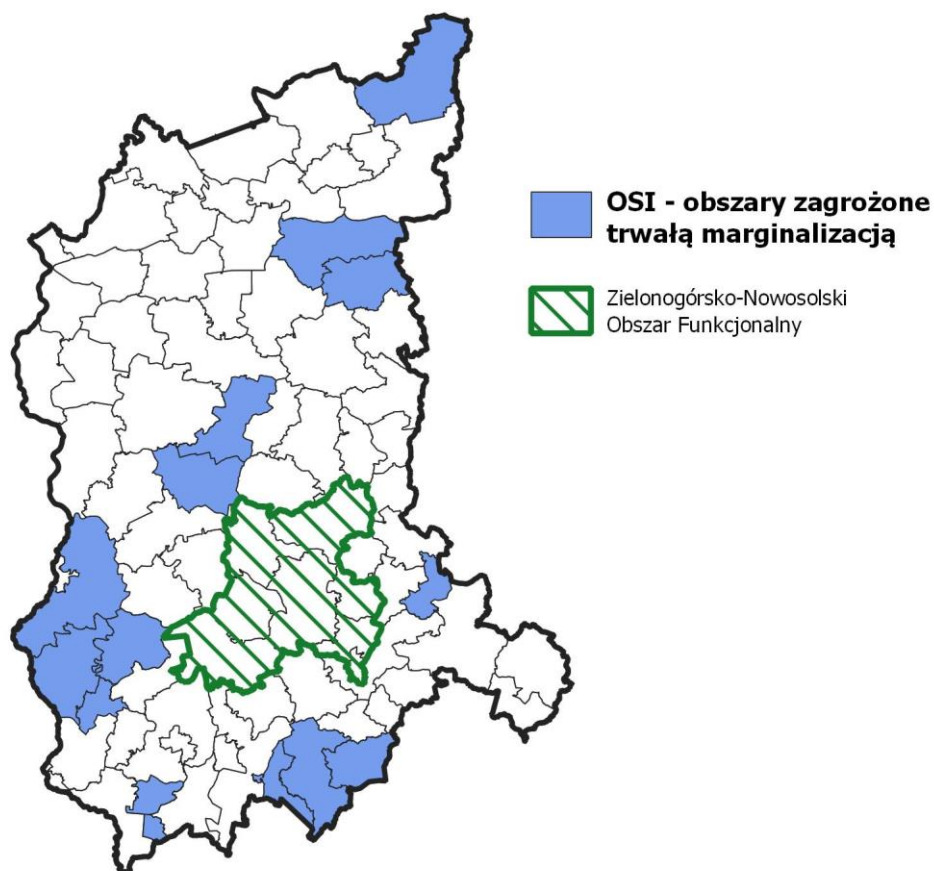 OSI - obszary zagrożone
trwałą marginalizacją
Zielonogórsko-Nowosolski
Obszar Funkcjonalny